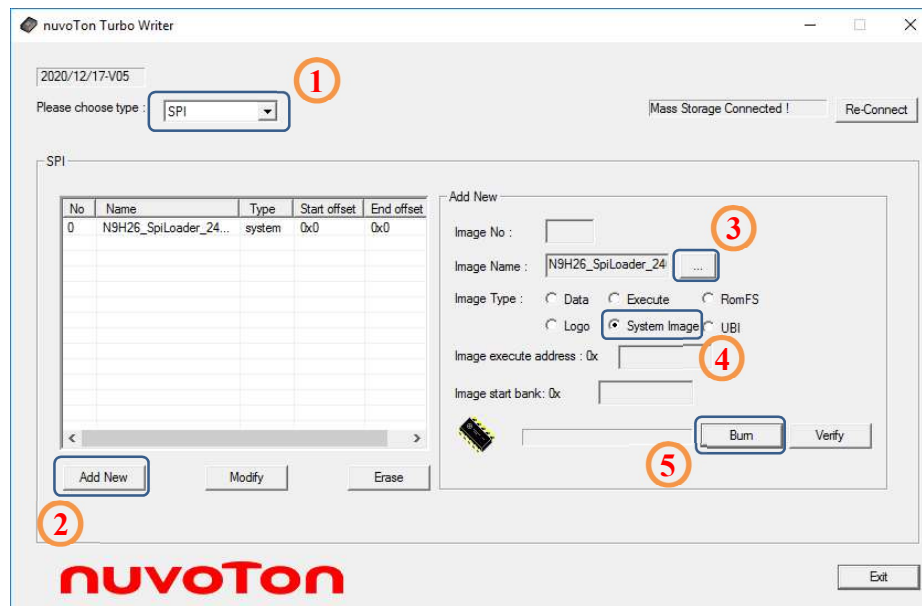 nuvoTon Turbo Writer
1
2020/12/17-V05
Please choose type :
SPI
Mass Storage Connected !
Re-Connect
SPI
No Name Type Start offset End offset
0 N9H26_SpiLoader_24... system 0x0 0x0
Add New
Image No :
3
Image Name : N9H26_SpiLoader_24 ...
Image Type : Data Execute RomFS
Logo System Image UBI
4
Image execute address : 0x
Image start bank: 0x
Burn Verify
5
Add New Modify Erase
2
nuvoTon
Exit